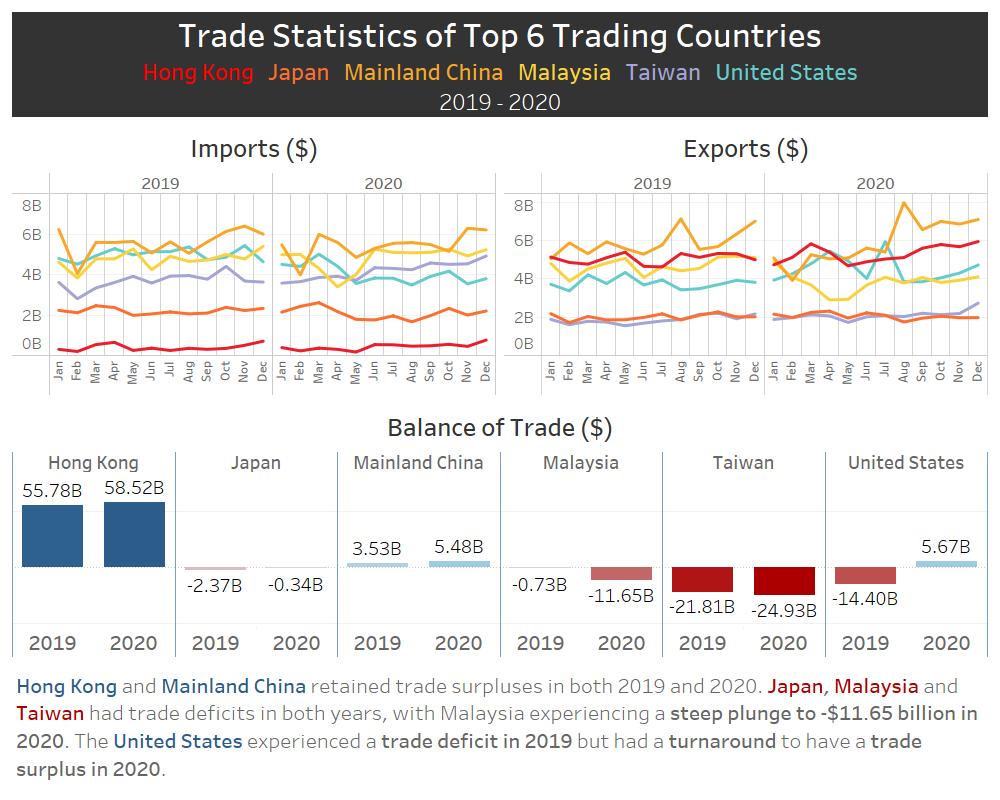 Trade Statistics of Top 6 Trading Countries
Hong Kong Japan Mainland China Malaysia Taiwan United States
2019 - 2020
Imports ($)
2019 2020
8B
6B
4B
2B
0B
Jan Feb Mar Apr May Jun Jul Aug Sep Oct Nov Dec Jan Feb Mar Apr May Jun Jul Aug Sep Oct Nov Dec
Exports ($)
2019 2020
8B
6B
4B
2B
0B
Jan Feb Mar Apr May Jun Jul Aug Sep Oct Nov Dec Jan Feb Mar Apr May Jun Jul Aug Sep Oct Nov Dec
Balance of Trade ($)
Hong Kong Japan Mainland China Malaysia Taiwan United States
55.78B 58.52B -2.37B -0.34B 3.53B 5.48B -0.73B -11.65B -21.81B -24.93B -14.40B 5.67B
2019 2020 2019 2020 2019 2020 2019 2020 2019 2020 2019 2020
Hong Kong and Mainland China retained trade surpluses in both 2019 and 2020. Japan, Malaysia and
Taiwan had trade deficits in both years, with Malaysia experiencing a steep plunge to -$11.65 billion in
2020. The United States experienced a trade deficit in 2019 but had a turnaround to have a trade
surplus in 2020.